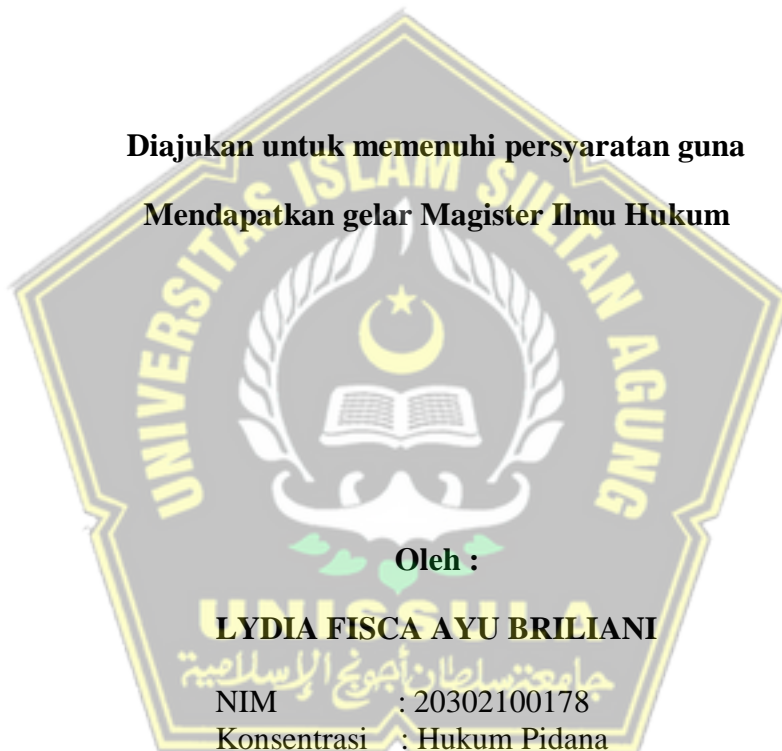 Diajukan untuk memenuhi persyaratan guna
Mendapatkan gelar Magister Ilmu Hukum
UNIVERSITAS ISLAM SULTAN AGUNG
Oleh :
UNISSULA
LYDIA FISCA AYU BRILIANI
جامعة سلطان أجونج الإسلامية
NIM : 20302100178
Konsentrasi : Hukum Pidana